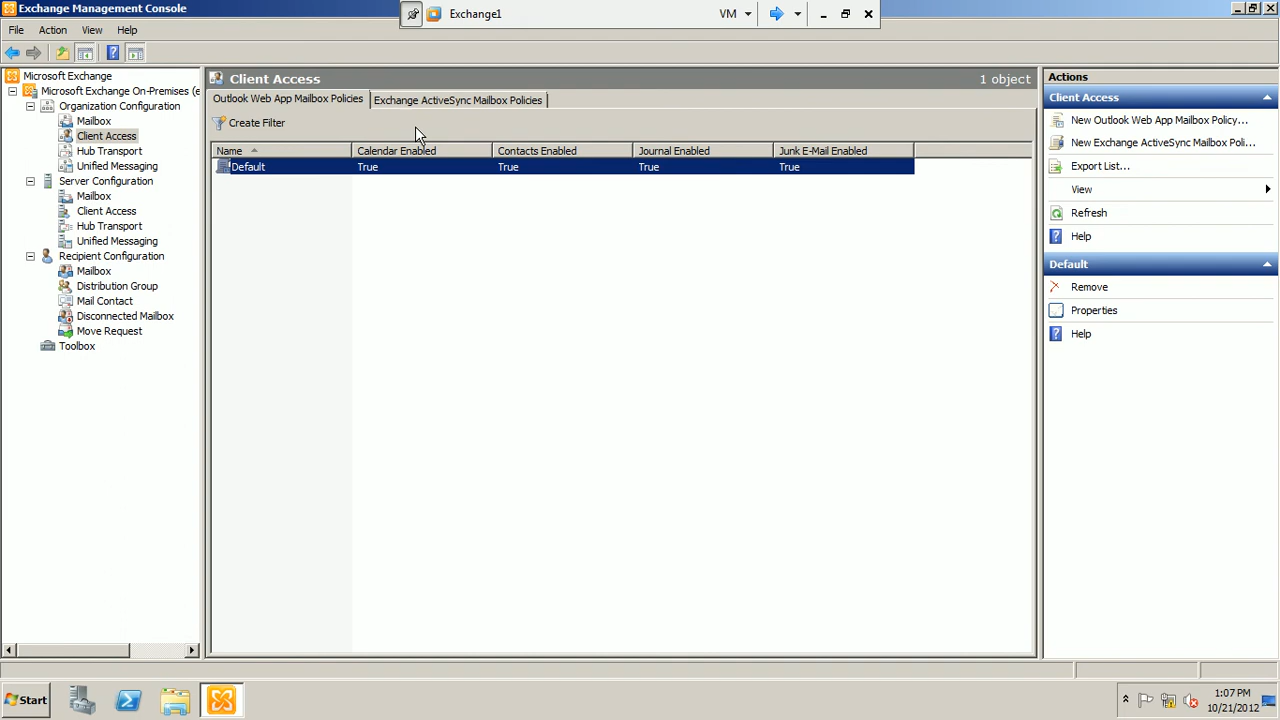 Exchange Management Console
Exchange1
VM
File Action View Help
Microsoft Exchange
Microsoft Exchange On-Premises (e
Organization Configuration
Mailbox
Client Access
Hub Transport
Unified Messaging
Server Configuration
Mailbox
Client Access
Hub Transport
Unified Messaging
Recipient Configuration
Mailbox
Distribution Group
Mail Contact
Disconnected Mailbox
Move Request
Toolbox
Client Access 1 object
Outlook Web App Mailbox Policies Exchange ActiveSync Mailbox Policies
Create Filter
Name Calendar Enabled Contacts Enabled Journal Enabled Junk E-Mail Enabled
Default True True True True
Actions
Client Access
New Outlook Web App Mailbox Policy...
New Exchange ActiveSync Mailbox Poli...
Export List...
View
Refresh
Help
Default
Remove
Properties
Help
Start
1:07 PM
10/21/2012